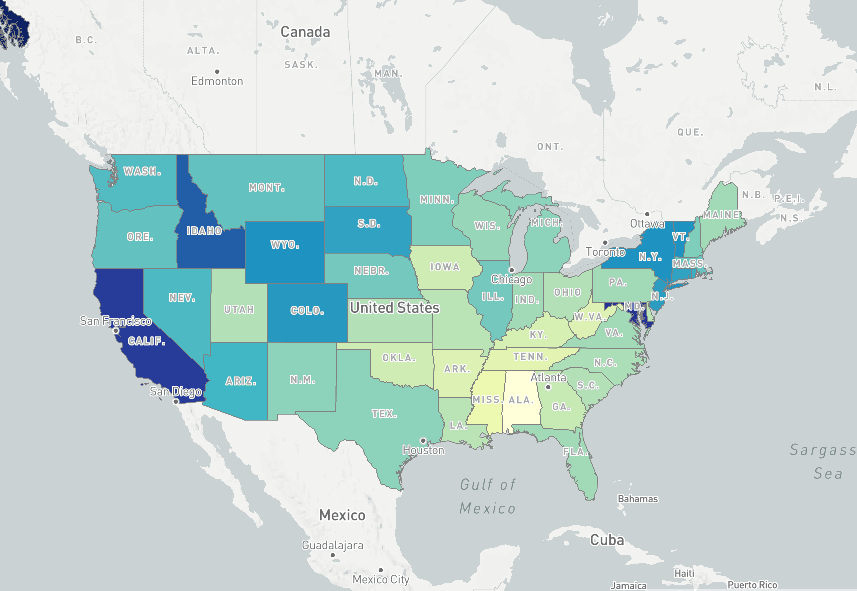 Canada
B.C.
ALTA.
SASK.
Edmonton
MAN.
N.L.
QUE.
ONT.
WASH.
MONT.
N.D.
MINN.
N.B.
P.E.I.
N.S.
MAINE
Ottawa
ORE.
IDAHO
WYO.
S.D.
WIS.
MICH.
Toronto
VT.
N.Y.
MASS.
IOWA
Chicago
NEBR.
NEV.
UTAH
COLO.
United States
ILL.
IND.
OHIO
PA.
N.J.
MD.
San Francisco
CALIF.
W.VA.
VA.
KY.
San Diego
ARIZ.
N.M.
OKLA.
ARK.
TENN.
N.C.
S.C.
Atlanta
MISS.
ALA.
GA.
TEX.
LA.
Houston
FLA.
Sargass
Sea
Gulf of
Mexico
Bahamas
Mexico
Guadalajara
Mexico City
Cuba
Haiti
Jamaica
Puerto Rico